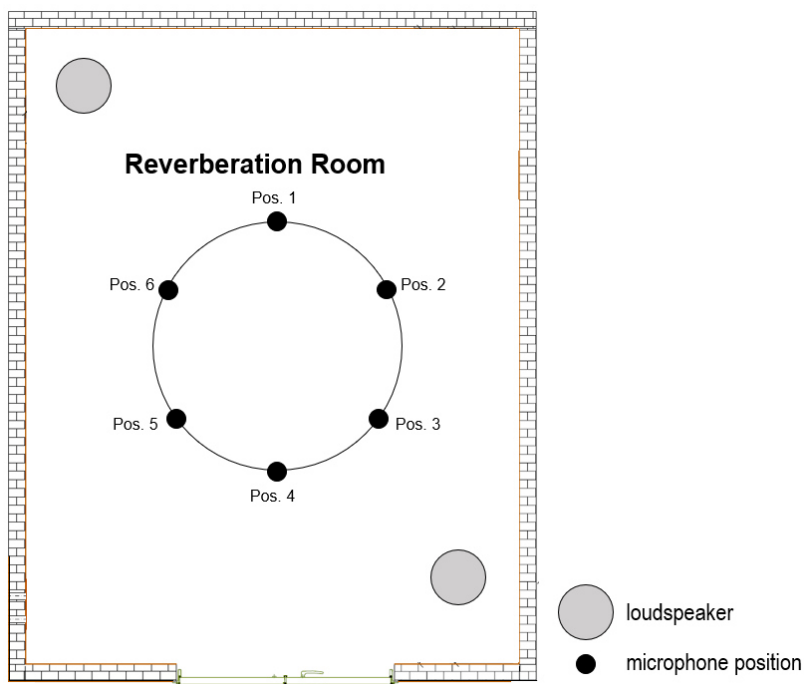 Reverberation Room
Pos. 1
Pos. 6
Pos. 2
Pos. 5
Pos. 3
Pos. 4
loudspeaker
microphone position